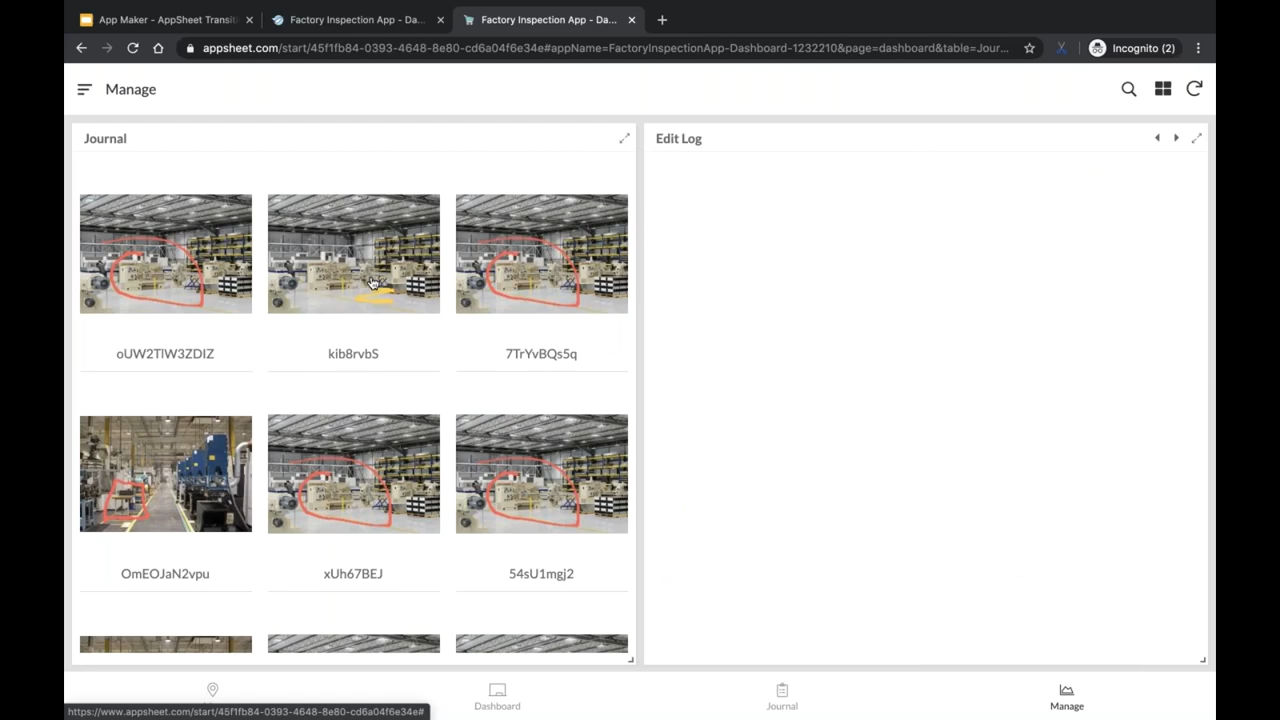 App Maker - AppSheet Transiti
Factory Inspection App - Da...
Factory Inspection App - Da...
appsheet.com/start/45f1fb84-0393-4648-8e80-cd6a04f6e34e#appName=FactoryInspectionApp-Dashboard-1232210&page=dashboard&table=Jour...
Incognito (2)
Manage
Journal
Edit Log
oUW2TlW3ZDIZ
kib8rvbS
7TrYvBQs5q
OmEOJaN2vpu
xUh67BEJ
54sU1mgj2
Dashboard
Journal
Manage
https://www.appsheet.com/start/45f1fb84-0393-4648-8e80-cd6a04f6e34e#